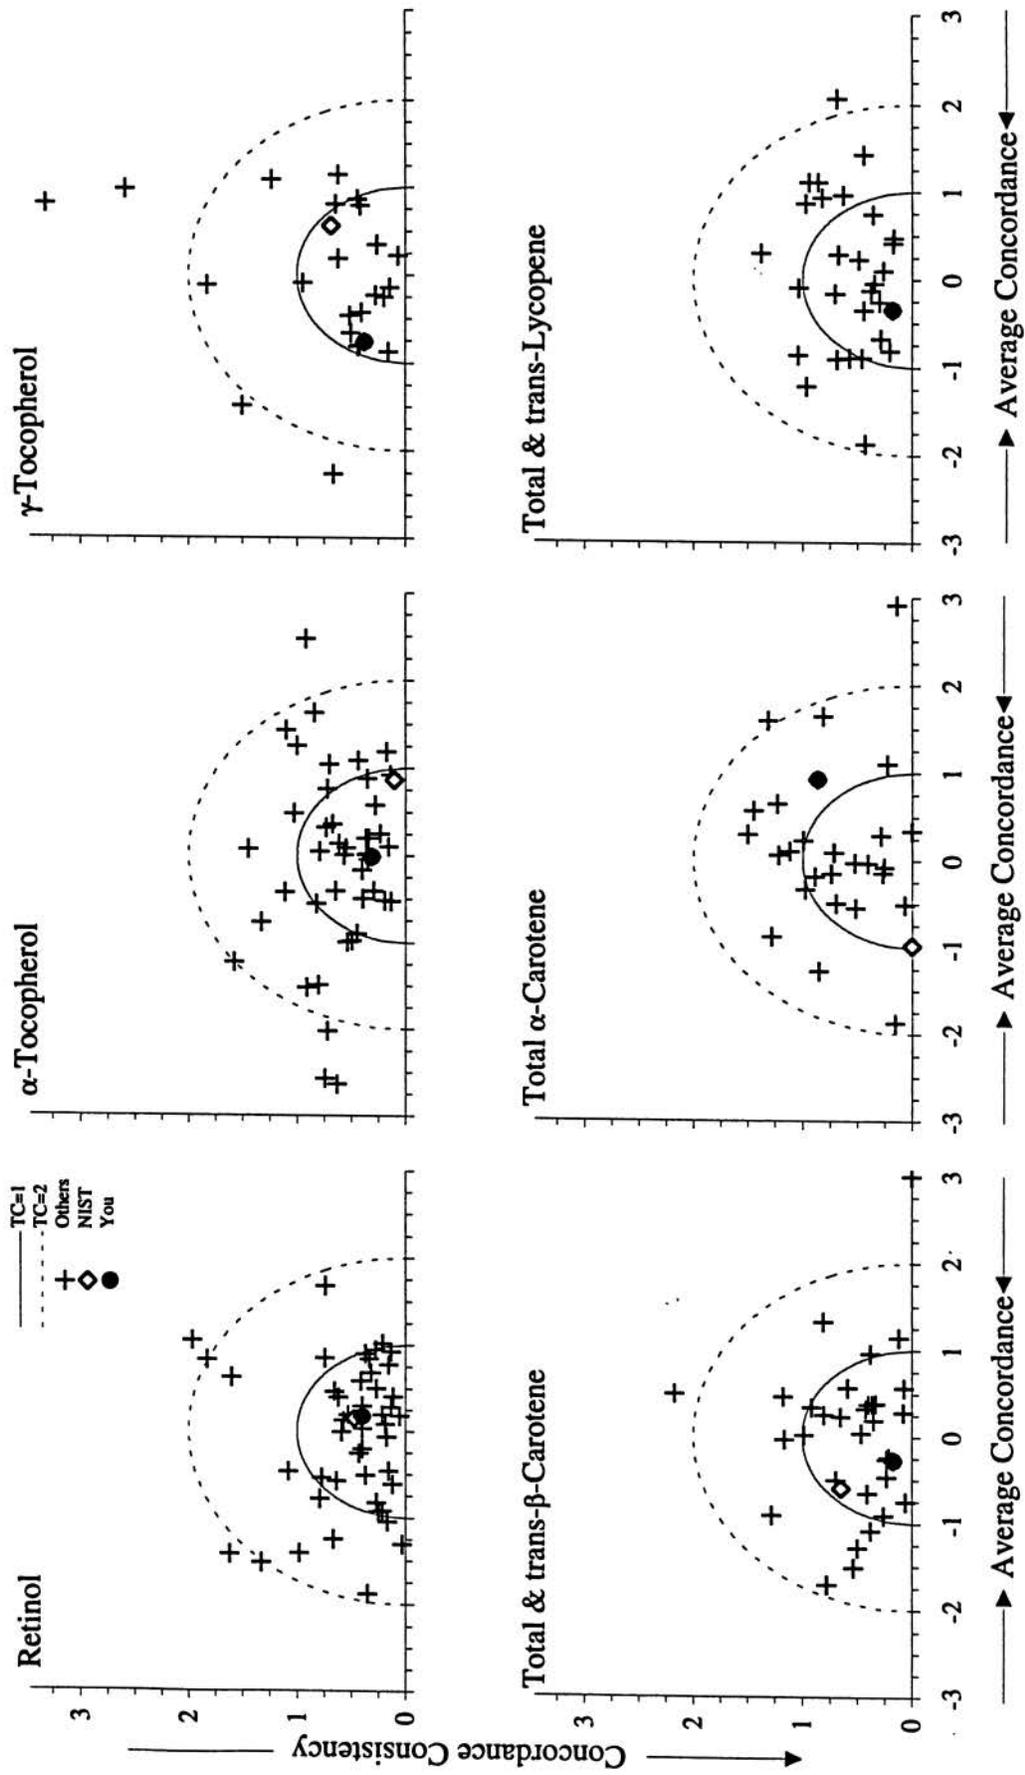 Retinol
TC=1
TC=2
Others
NIST
You
α-Tocopherol
γ-Tocopherol
3
2
1
0
Concordance Consistency
Total & trans-β-Carotene
Total α-Carotene
Total & trans-Lycopene
3
2
1
0
-3 -2 -1 0 1 2 3
-3 -2 -1 0 1 2 3
-3 -2 -1 0 1 2 3
Average Concordance
Average Concordance
Average Concordance